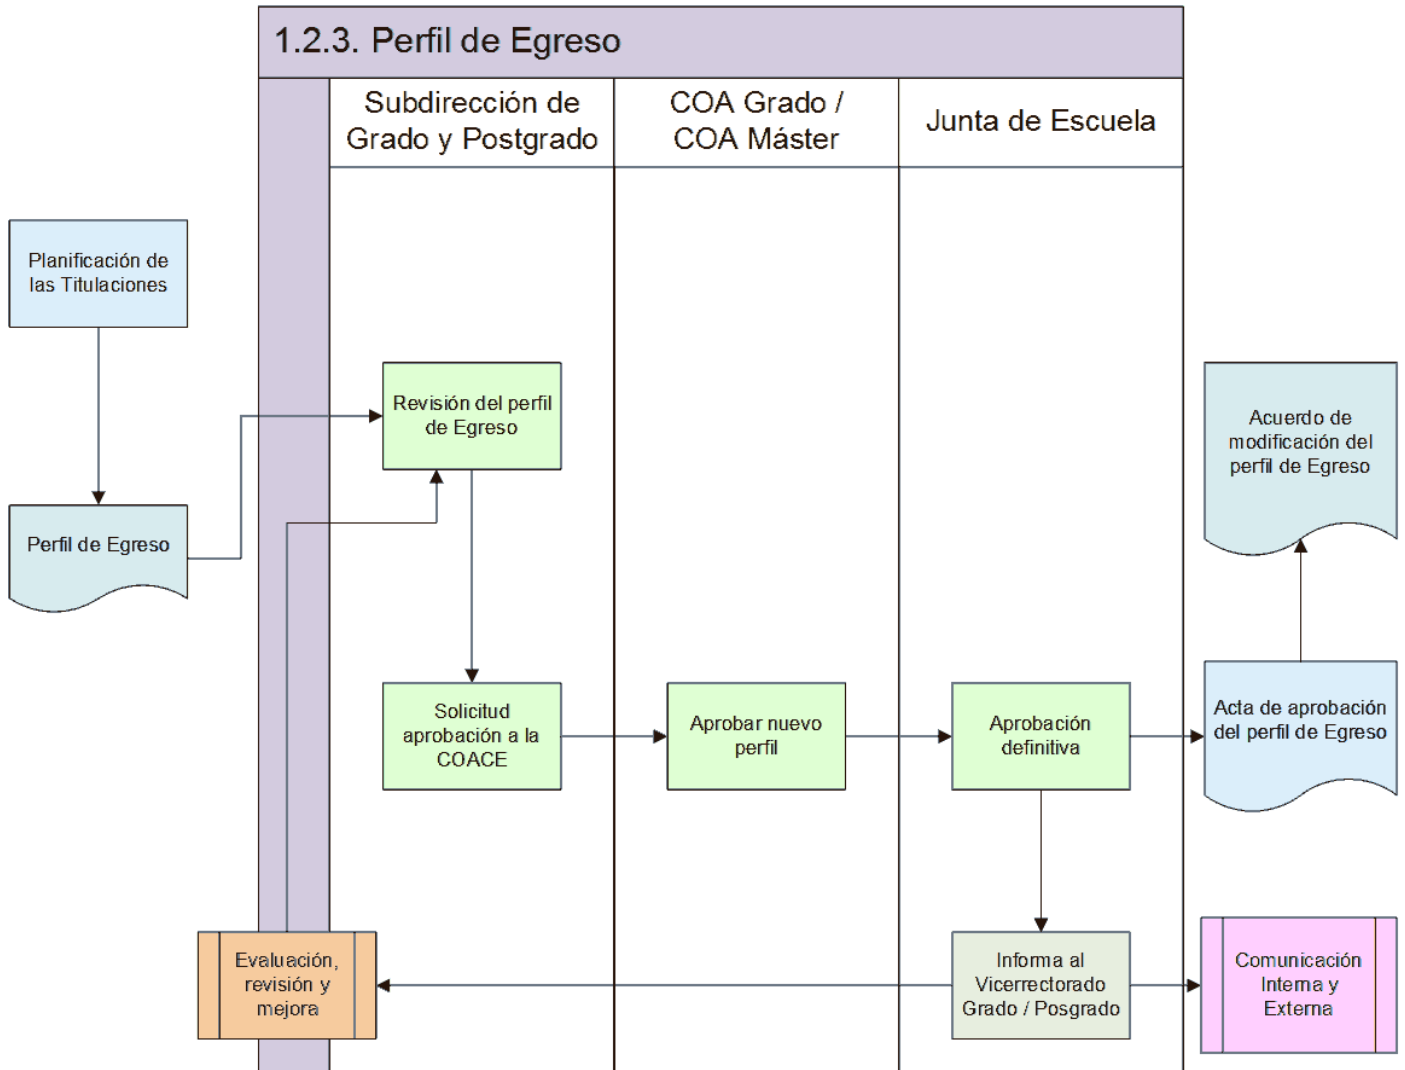 1.2.3. Perfil de Egreso
Subdirección de
Grado y Postgrado
COA Grado /
COA Máster
Junta de Escuela
Planificación de
las Titulaciones
Perfil de Egreso
Revisión del perfil
de Egreso
Acuerdo de
modificación del
perfil de Egreso
Solicitud
aprobación a la
COACE
Aprobar nuevo
perfil
Aprobación
definitiva
Acta de aprobación
del perfil de Egreso
Evaluación,
revisión y
mejora
Informa al
Vicerrectorado
Grado / Posgrado
Comunicación
Interna y
Externa